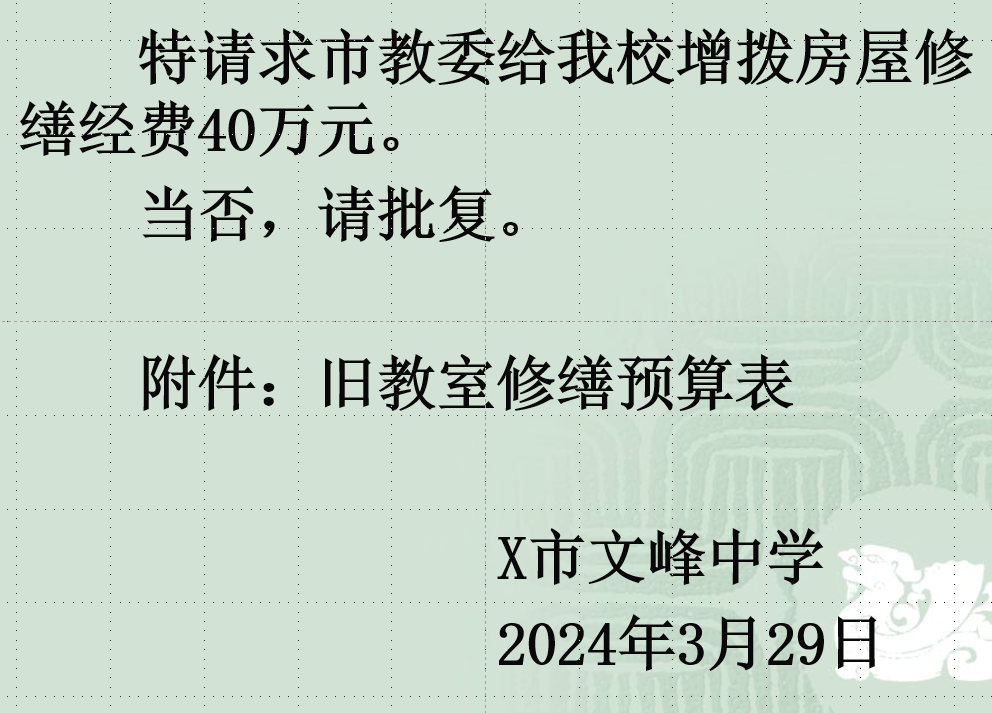 特请求市教委给我校增拨房屋修
缮经费40万元。
当否，请批复。
附件：旧教室修缮预算表
X市文峰中学
2024年3月29日